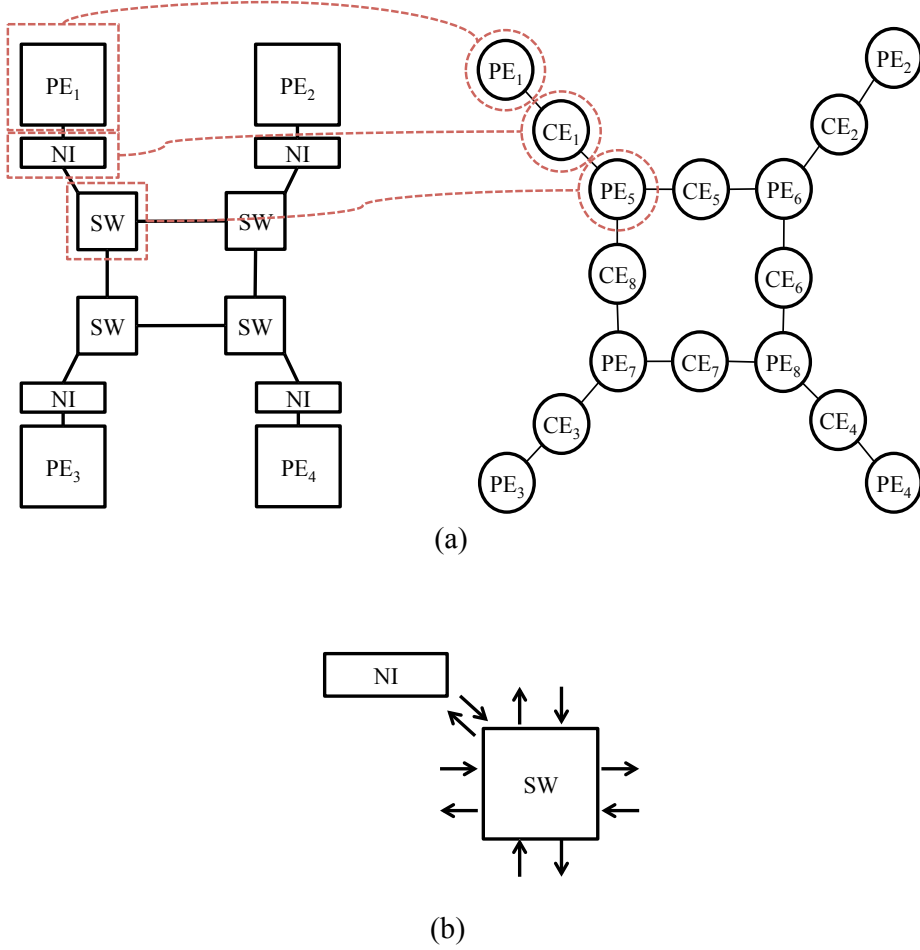 PE₁
PE₂
NI
NI
SW
SW
SW
SW
NI
NI
PE₃
PE₄
PE₁
PE₂
CE₁
CE₂
PE₅
CE₅
PE₆
CE₈
CE₆
PE₇
CE₇
PE₈
CE₃
CE₄
PE₃
PE₄
(a)
NI
SW
(b)